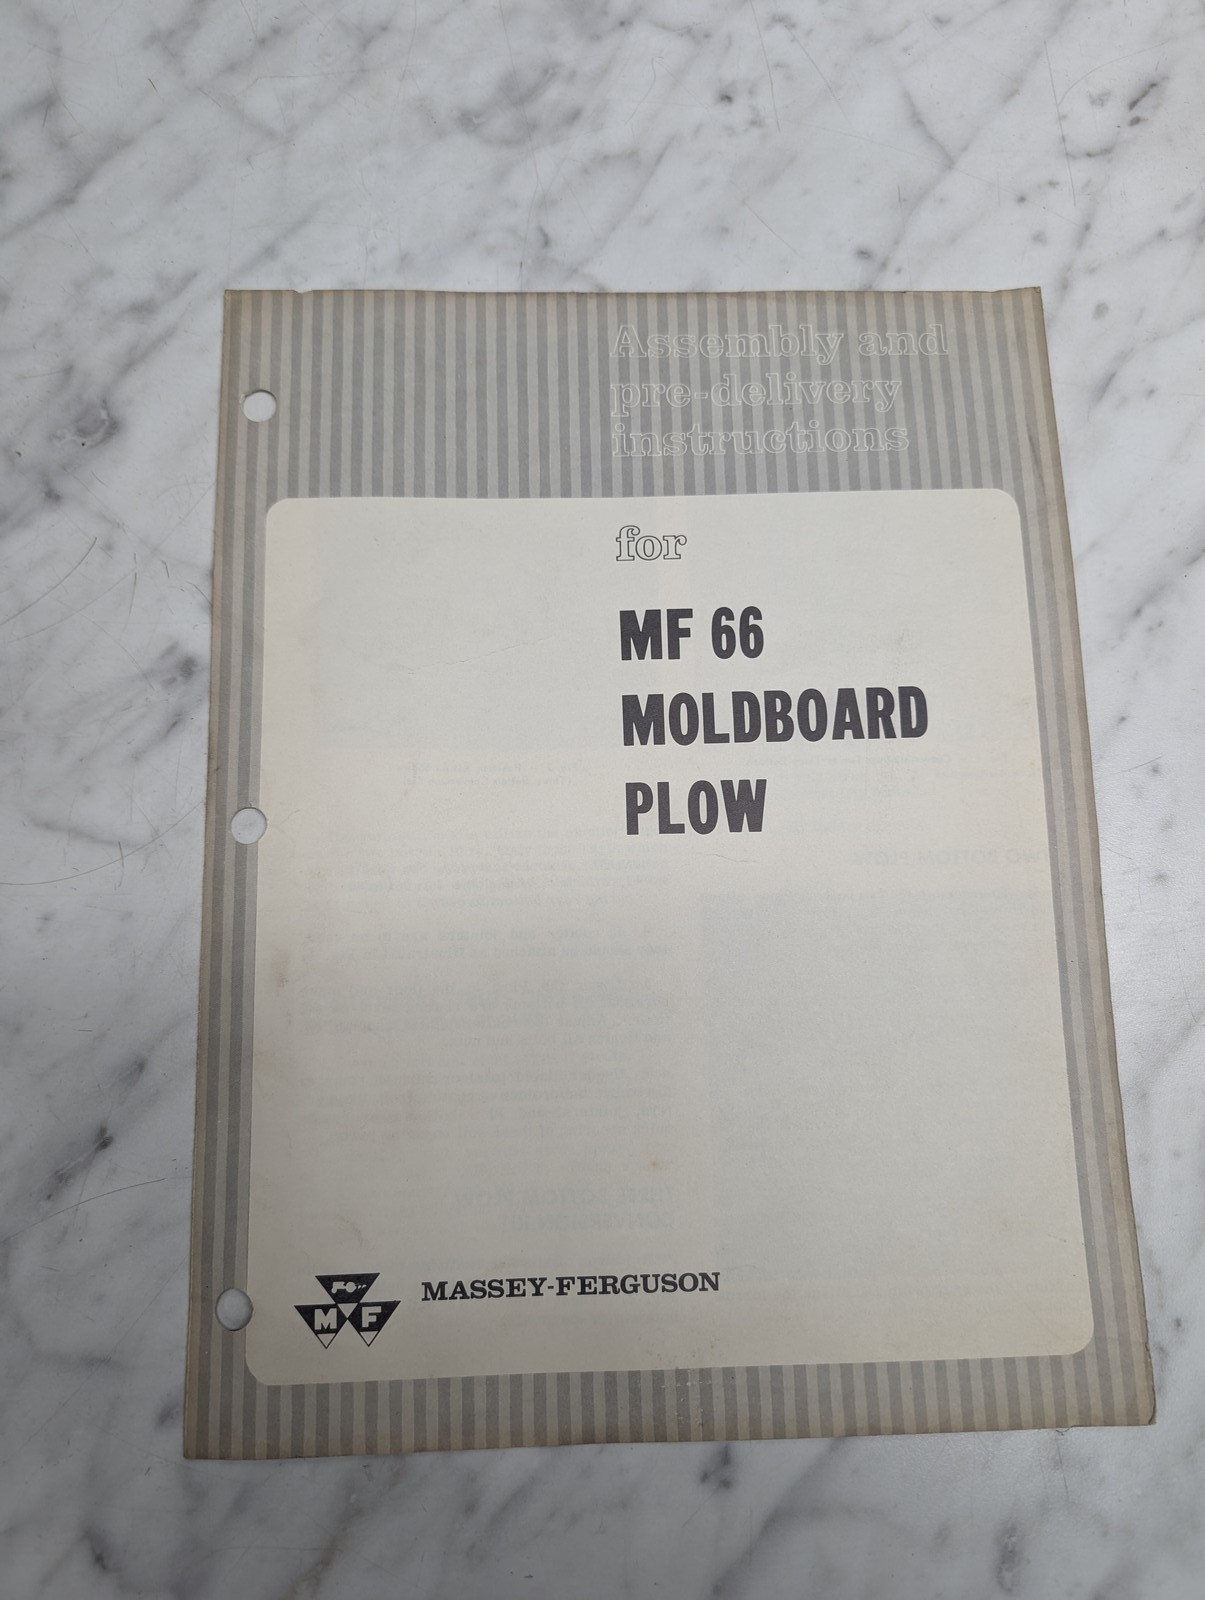 Assembly and
pre-delivery
instructions
for
MF 66
MOLDBOARD
PLOW
MF
MASSEY-FERGUSON